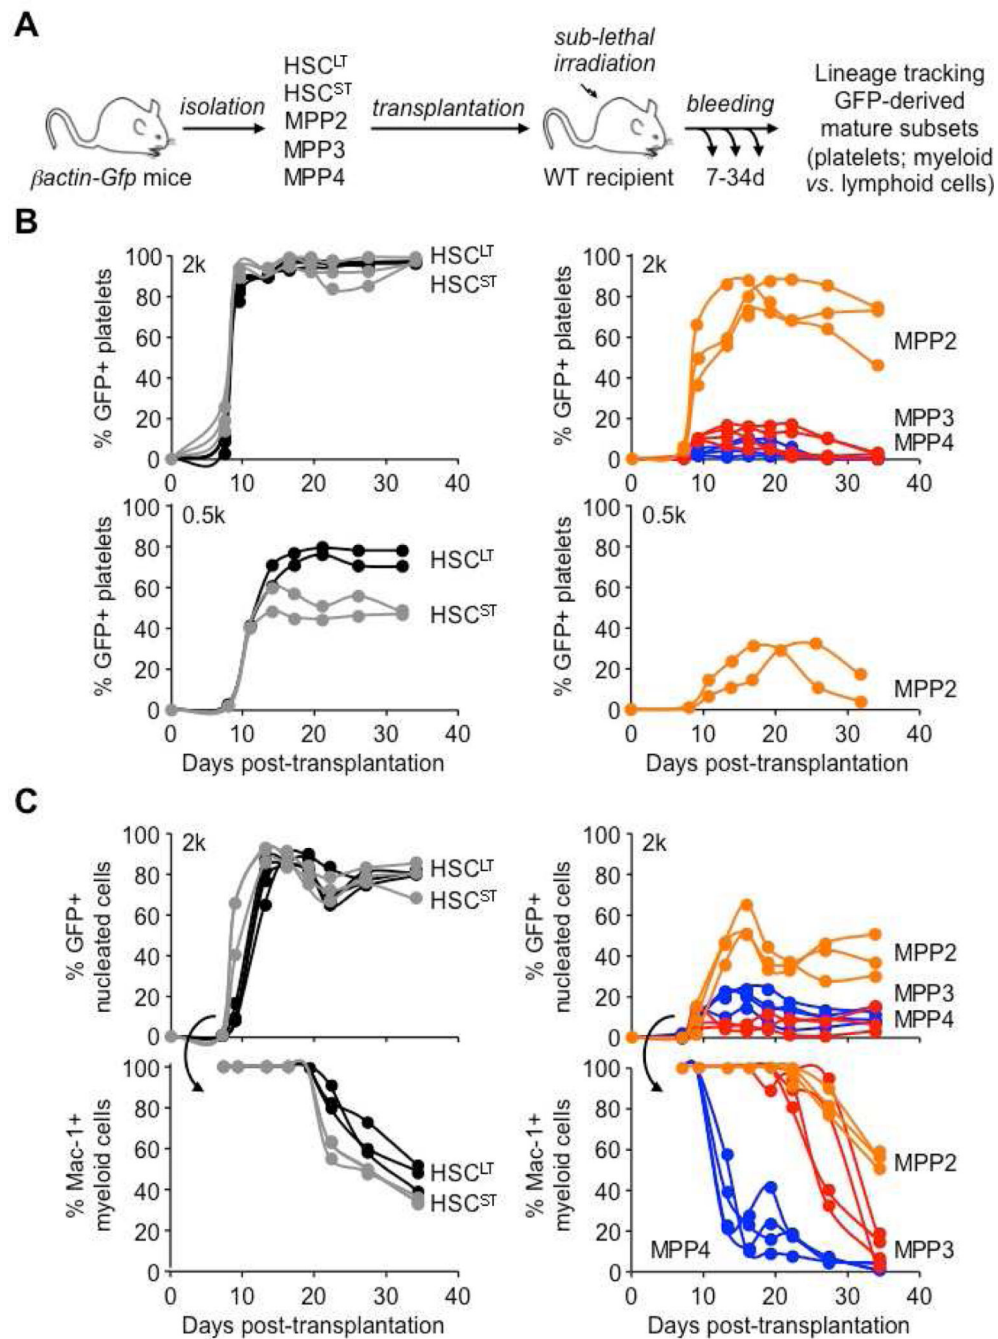 A
βactin-Gfp mice
isolation
HSCLT
HSCST
MPP2
MPP3
MPP4
transplantation
sub-lethal
irradiation
WT recipient
bleeding
7-34d
Lineage tracking
GFP-derived
mature subsets
(platelets; myeloid
vs. lymphoid cells)
B
% GFP+ platelets
100
80
60
40
20
0
2k
HSCLT
HSCST
0 10 20 30 40
% GFP+ platelets
100
80
60
40
20
0
2k
MPP2
MPP3
MPP4
0 10 20 30 40
% GFP+ platelets
100
80
60
40
20
0
0.5k
HSCLT
HSCST
0 10 20 30 40
Days post-transplantation
% GFP+ platelets
100
80
60
40
20
0
0.5k
MPP2
0 10 20 30 40
Days post-transplantation
C
% GFP+
nucleated cells
100
80
60
40
20
0
2k
HSCLT
HSCST
% GFP+
nucleated cells
100
80
60
40
20
0
2k
MPP2
MPP3
MPP4
% Mac-1+
myeloid cells
100
80
60
40
20
0
HSCLT
HSCST
0 10 20 30 40
Days post-transplantation
% Mac-1+
myeloid cells
100
80
60
40
20
0
MPP2
MPP4
MPP3
0 10 20 30 40
Days post-transplantation